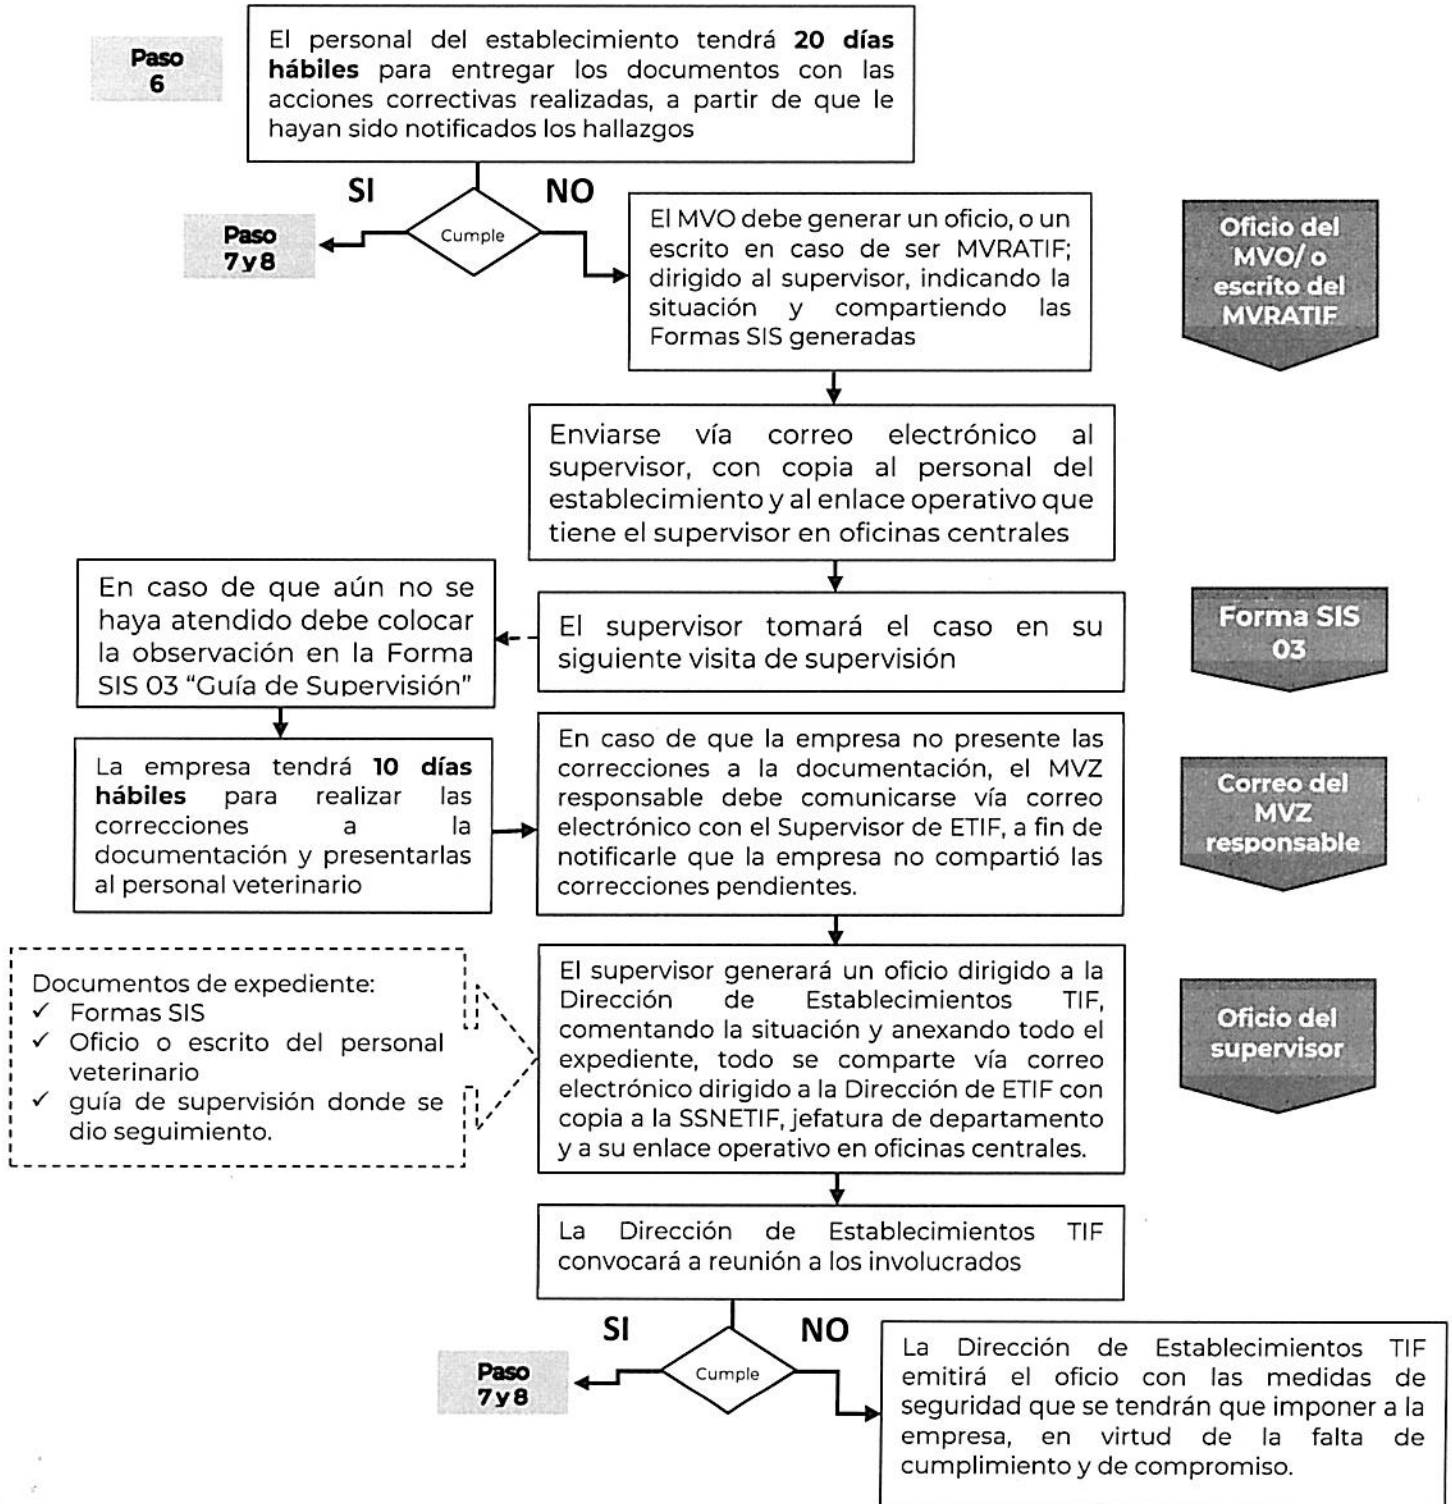 Paso
6
El personal del establecimiento tendrá 20 días
hábiles para entregar los documentos con las
acciones correctivas realizadas, a partir de que le
hayan sido notificados los hallazgos
SI
NO
Cumple
Paso
7 y 8
El MVO debe generar un oficio, o un
escrito en caso de ser MVRATIF;
dirigido al supervisor, indicando la
situación y compartiendo las
Formas SIS generadas
Oficio del
MVO/ o
escrito del
MVRATIF
Enviarse vía correo electrónico al
supervisor, con copia al personal del
establecimiento y al enlace operativo que
tiene el supervisor en oficinas centrales
En caso de que aún no se
haya atendido debe colocar
la observación en la Forma
SIS 03 “Guía de Supervisión”
El supervisor tomará el caso en su
siguiente visita de supervisión
Forma SIS
03
La empresa tendrá 10 días
hábiles para realizar las
correcciones a la
documentación y presentarlas
al personal veterinario
En caso de que la empresa no presente las
correcciones a la documentación, el MVZ
responsable debe comunicarse vía correo
electrónico con el Supervisor de ETIF, a fin de
notificarle que la empresa no compartió las
correcciones pendientes.
Correo del
MVZ
responsable
Documentos de expediente:
✓ Formas SIS
✓ Oficio o escrito del personal
veterinario
✓ guía de supervisión donde se
dio seguimiento.
El supervisor generará un oficio dirigido a la
Dirección de Establecimientos TIF,
comentando la situación y anexando todo el
expediente, todo se comparte vía correo
electrónico dirigido a la Dirección de ETIF con
copia a la SSNETIF, jefatura de departamento
y a su enlace operativo en oficinas centrales.
Oficio del
supervisor
La Dirección de Establecimientos TIF
convocará a reunión a los involucrados
SI
NO
Cumple
Paso
7 y 8
La Dirección de Establecimientos TIF
emitirá el oficio con las medidas de
seguridad que se tendrán que imponer a la
empresa, en virtud de la falta de
cumplimiento y de compromiso.